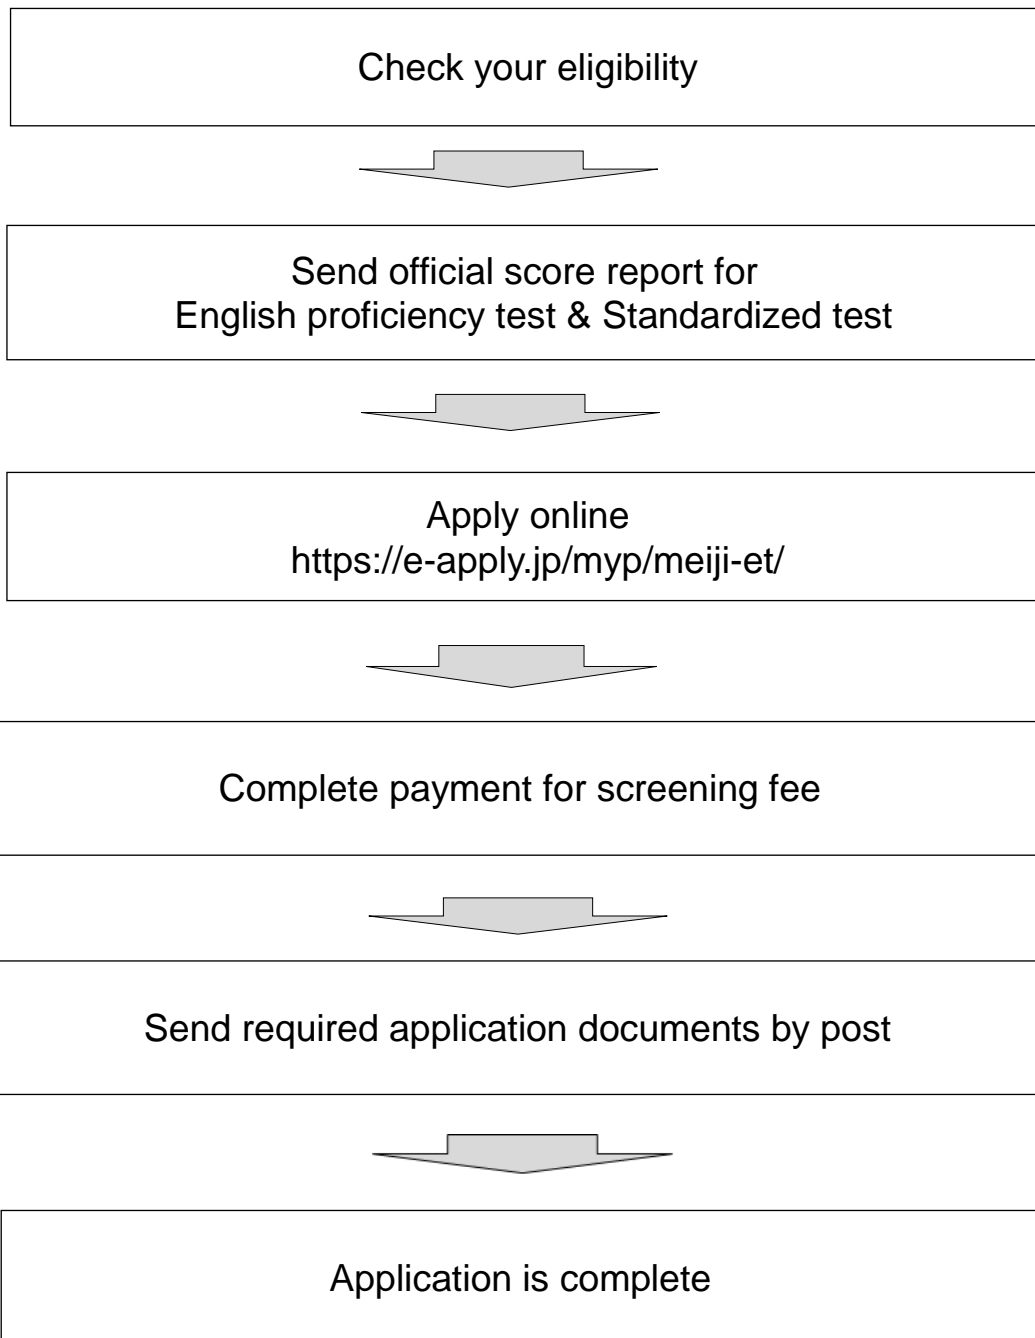 Check your eligibility
Send official score report for
English proficiency test & Standardized test
Apply online
https://e-apply.jp/myp/meiji-et/
Complete payment for screening fee
Send required application documents by post
Application is complete